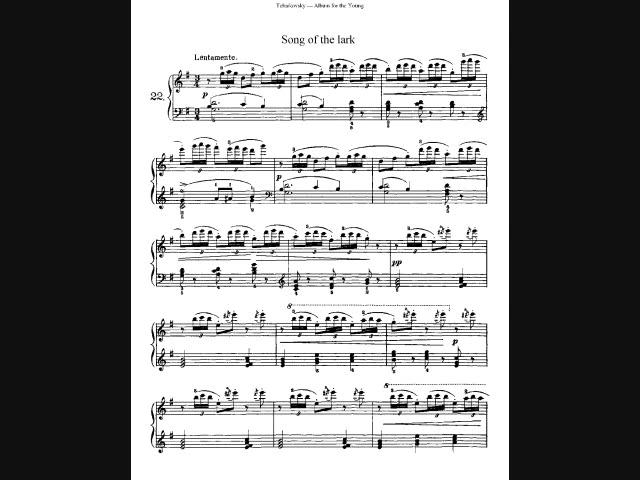 Tchaikovsky — Album for the Young
Song of the lark
Lentamente.
22.
p
p
pp
8
p
8